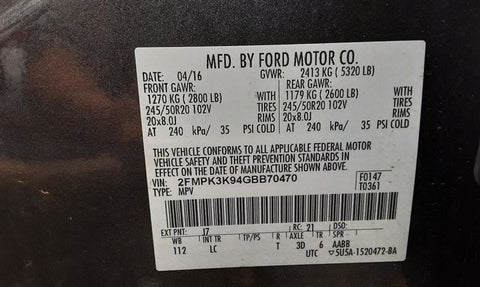 MFD. BY FORD MOTOR CO.
DATE: 04/16 GVWR: 2413 KG ( 5320 LB)
FRONT GAWR: REAR GAWR:
1270 KG ( 2800 LB) WITH 1179 KG ( 2600 LB) WITH
245/50R20 102V TIRES 245/50R20 102V TIRES
20x8.0J RIMS 20x8.0J RIMS
AT 240 kPa/ 35 PSI COLD AT 240 kPa/ 35 PSI COLD
THIS VEHICLE CONFORMS TO ALL APPLICABLE FEDERAL MOTOR
VEHICLE SAFETY AND THEFT PREVENTION STANDARDS IN EFFECT
ON THE DATE OF MANUFACTURE SHOWN ABOVE.
VIN: 2FMPK3K94GBB70470 F0147
TYPE: MPV T0361
EXT PNT: J7 RC: 21 DSO:
WB INT TR TP/PS R AXLE TR SPR
112 LC T 3D 6 AABB
UTC ▽5U5A-1520472-BA